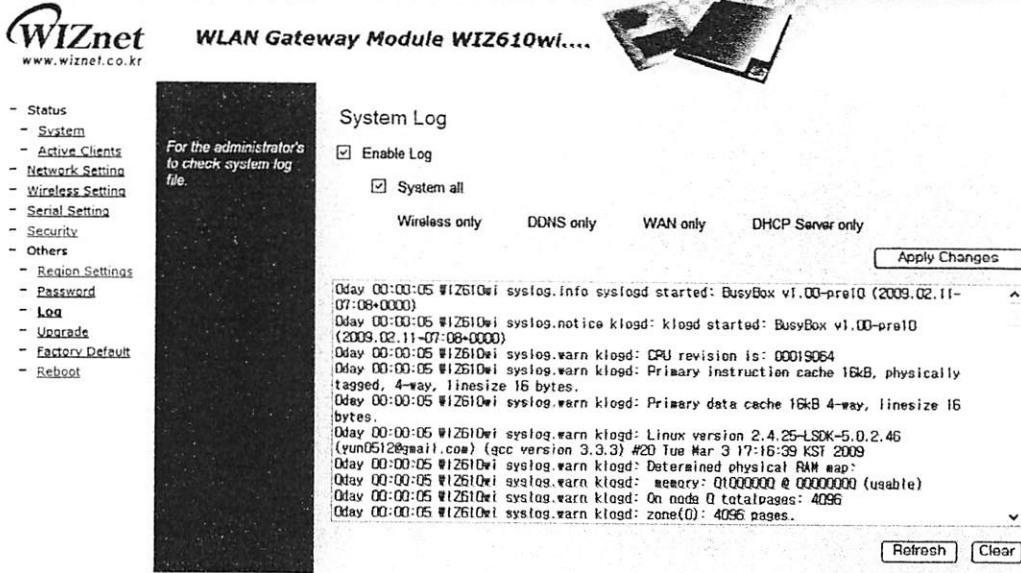 WIZnet
www.wiznet.co.kr
WLAN Gateway Module WIZ610wi....
- Status
- System
- Active Clients
- Network Setting
- Wireless Setting
- Serial Setting
- Security
- Others
- Region Settings
- Password
- Log
- Upgrade
- Factory Default
- Reboot
For the administrator's
to check system log
file.
System Log
Enable Log
System all
Wireless only DDNS only WAN only DHCP Server only
Apply Changes
0day 00:00:05 WIZ610wi syslog.info syslogd started: BusyBox v1.00-pre10 (2009.02.11-
07:08+0000)
0day 00:00:05 WIZ610wi syslog.notice klogd: klogd started: BusyBox v1.00-pre10
(2009.02.11-07:08+0000)
0day 00:00:05 WIZ610wi syslog.warn klogd: CPU revision is: 00019064
0day 00:00:05 WIZ610wi syslog.warn klogd: Primary instruction cache 16kB, physically
tagged, 4-way, linesize 16 bytes.
0day 00:00:05 WIZ610wi syslog.warn klogd: Primary data cache 16kB 4-way, linesize 16
bytes.
0day 00:00:05 WIZ610wi syslog.warn klogd: Linux version 2.4.25-LSDK-5.0.2.46
(yun0512@gmail.com) (gcc version 3.3.3) #20 Tue Mar 3 17:16:39 KST 2009
0day 00:00:05 WIZ610wi syslog.warn klogd: Determined physical RAM map:
0day 00:00:05 WIZ610wi syslog.warn klogd: memory: 01000000 @ 00000000 (usable)
0day 00:00:05 WIZ610wi syslog.warn klogd: On node 0 totalpages: 4096
0day 00:00:05 WIZ610wi syslog.warn klogd: zone(0): 4096 pages.
Refresh Clear